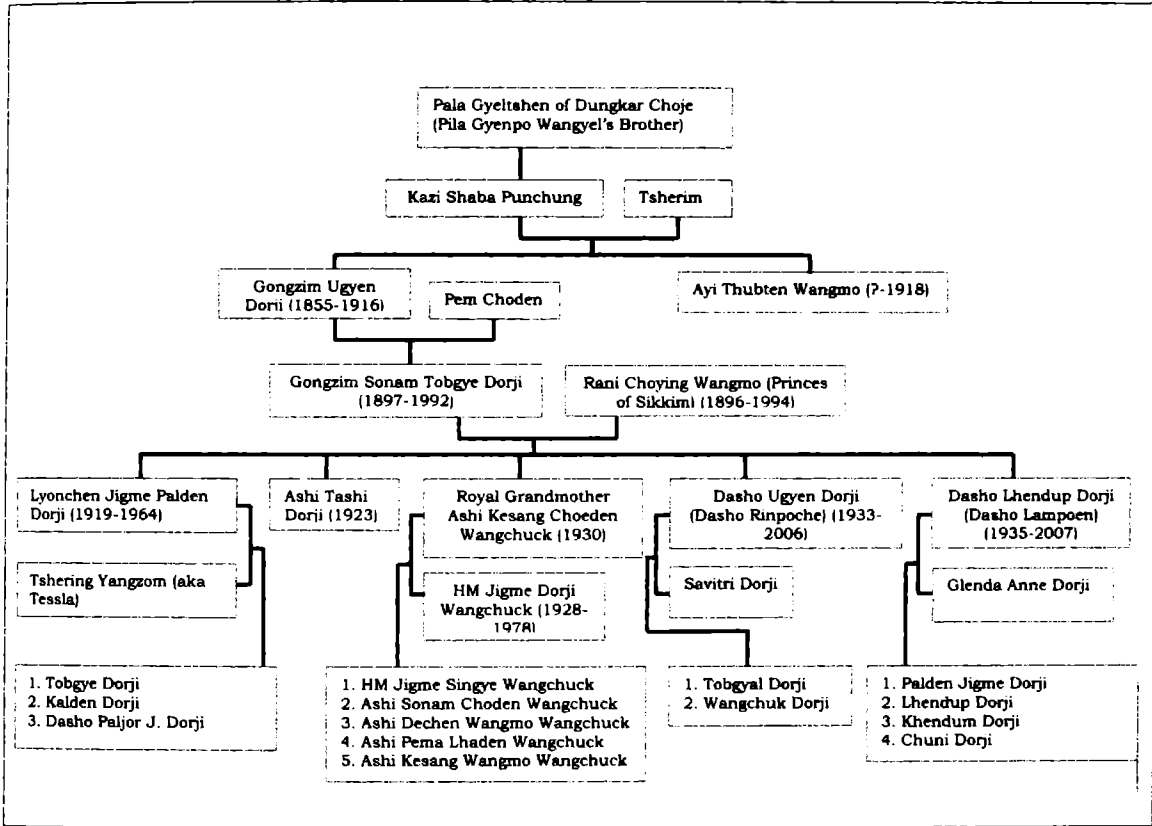 Pala Gyeltshen of Dungkar Choje
(Pila Gyenpo Wangyel's Brother)
Kazi Shaba Punchung
Tsherim
Gongzim Ugyen
Dorii (1855-1916)
Pem Choden
Ayi Thubten Wangmo (?-1918)
Gongzim Sonam Tobgye Dorji
(1897-1992)
Rani Choying Wangmo (Princes
of Sikkim) (1896-1994)
Lyonchen Jigme Palden
Dorji (1919-1964)
Ashi Tashi
Dorji (1923)
Royal Grandmother
Ashi Kesang Choeden
Wangchuck (1930)
Dasho Ugyen Dorji
(Dasho Rinpoche) (1933-
2006)
Dasho Lhendup Dorji
(Dasho Lampoen)
(1935-2007)
Tshering Yangzom (aka
Tessla)
HM Jigme Dorji
Wangchuck (1928-
1978)
Savitri Dorji
Glenda Anne Dorji
1. Tobgye Dorji
2. Kalden Dorji
3. Dasho Paljor J. Dorji
1. HM Jigme Singye Wangchuck
2. Ashi Sonam Choden Wangchuck
3. Ashi Dechen Wangmo Wangchuck
4. Ashi Pema Lhaden Wangchuck
5. Ashi Kesang Wangmo Wangchuck
1. Tobgyal Dorji
2. Wangchuk Dorji
1. Palden Jigme Dorji
2. Lhendup Dorji
3. Khendum Dorji
4. Chuni Dorji